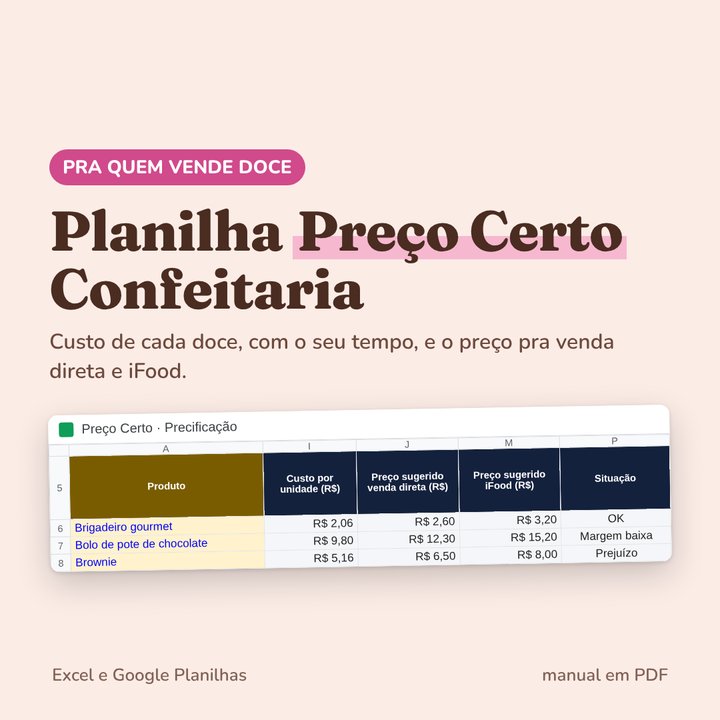 PRA QUEM VENDE DOCE
Planilha Preço Certo
Confeitaria
Custo de cada doce, com o seu tempo, e o preço pra venda
direta e iFood.
Preço Certo · Precificação
A I J M P
5 Produto Custo por unidade (R$) Preço sugerido venda direta (R$) Preço sugerido iFood (R$) Situação
6 Brigadeiro gourmet R$ 2,06 R$ 2,60 R$ 3,20 OK
7 Bolo de pote de chocolate R$ 9,80 R$ 12,30 R$ 15,20 Margem baixa
8 Brownie R$ 5,16 R$ 6,50 R$ 8,00 Prejuízo
Excel e Google Planilhas
manual em PDF